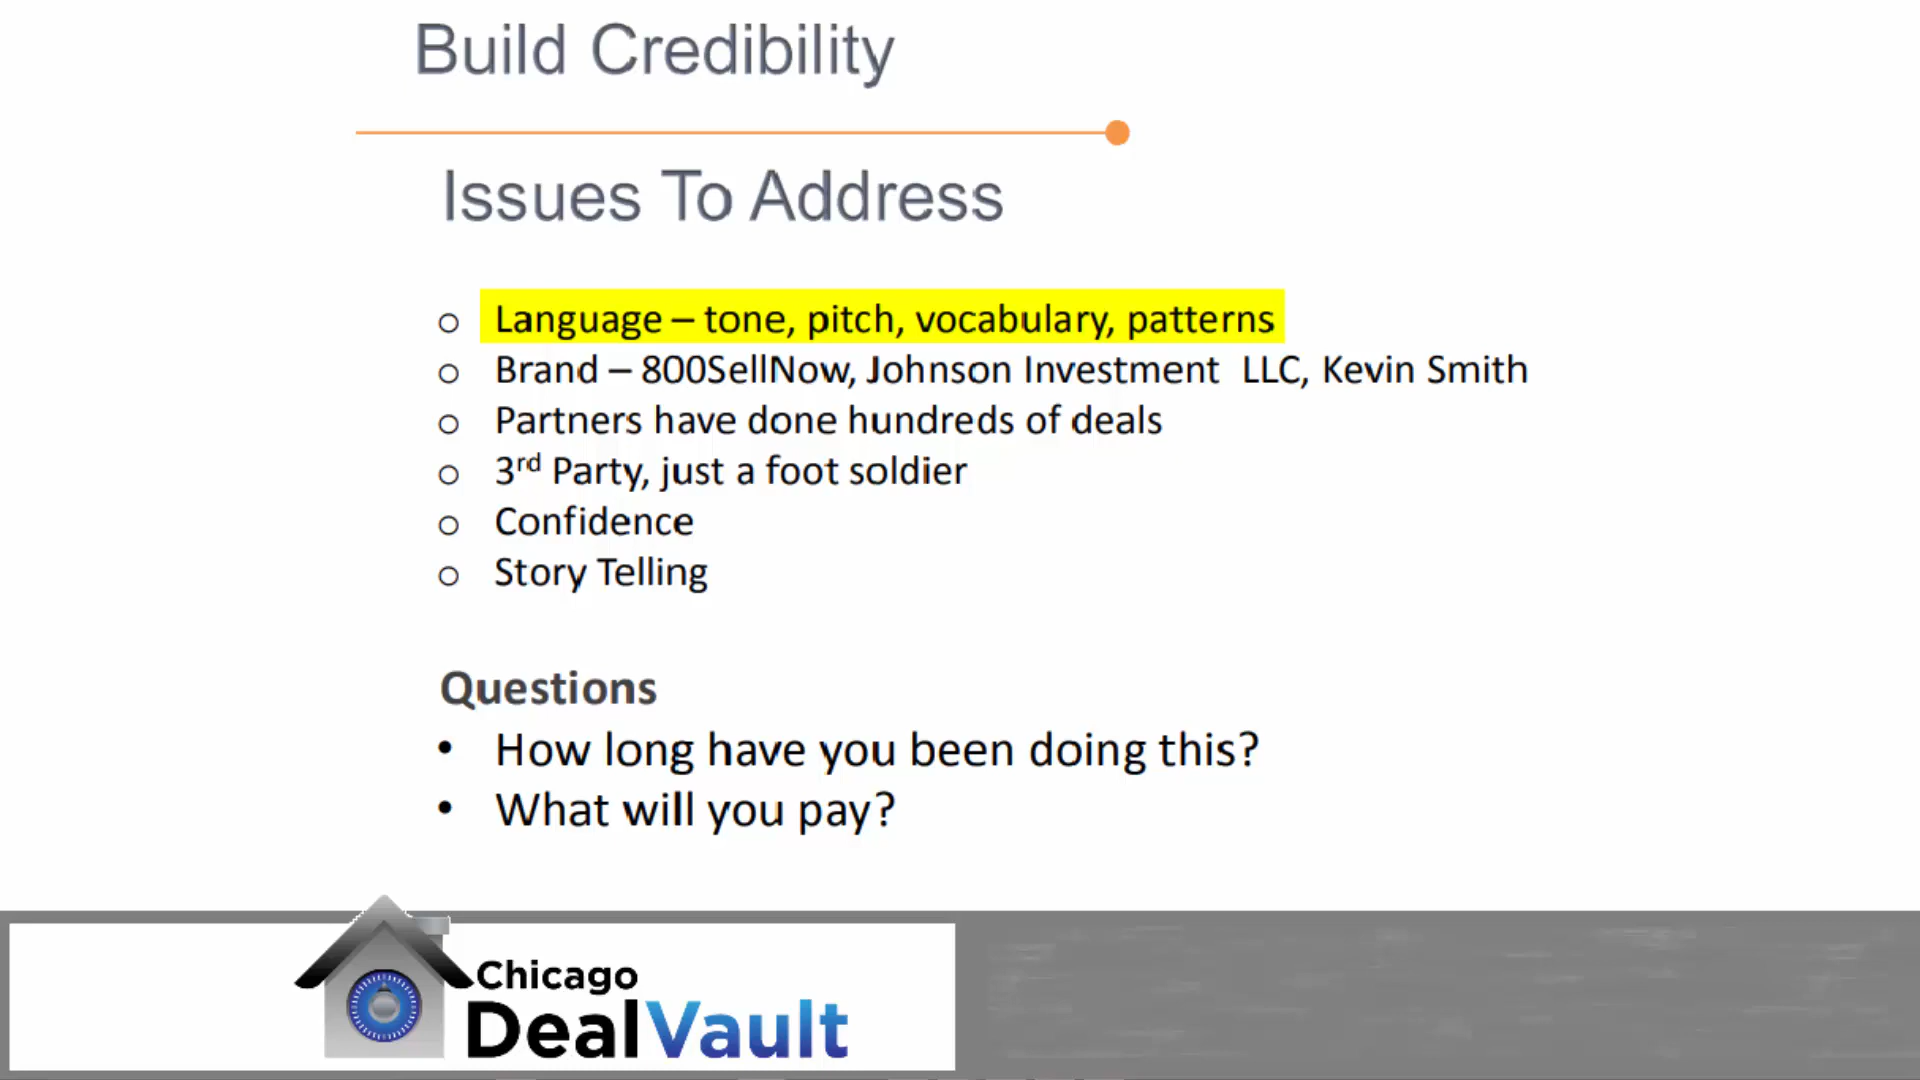 Build Credibility
Issues To Address
o Language – tone, pitch, vocabulary, patterns
o Brand – 800SellNow, Johnson Investment LLC, Kevin Smith
o Partners have done hundreds of deals
o 3rd Party, just a foot soldier
o Confidence
o Story Telling
Questions
• How long have you been doing this?
• What will you pay?
Chicago
DealVault